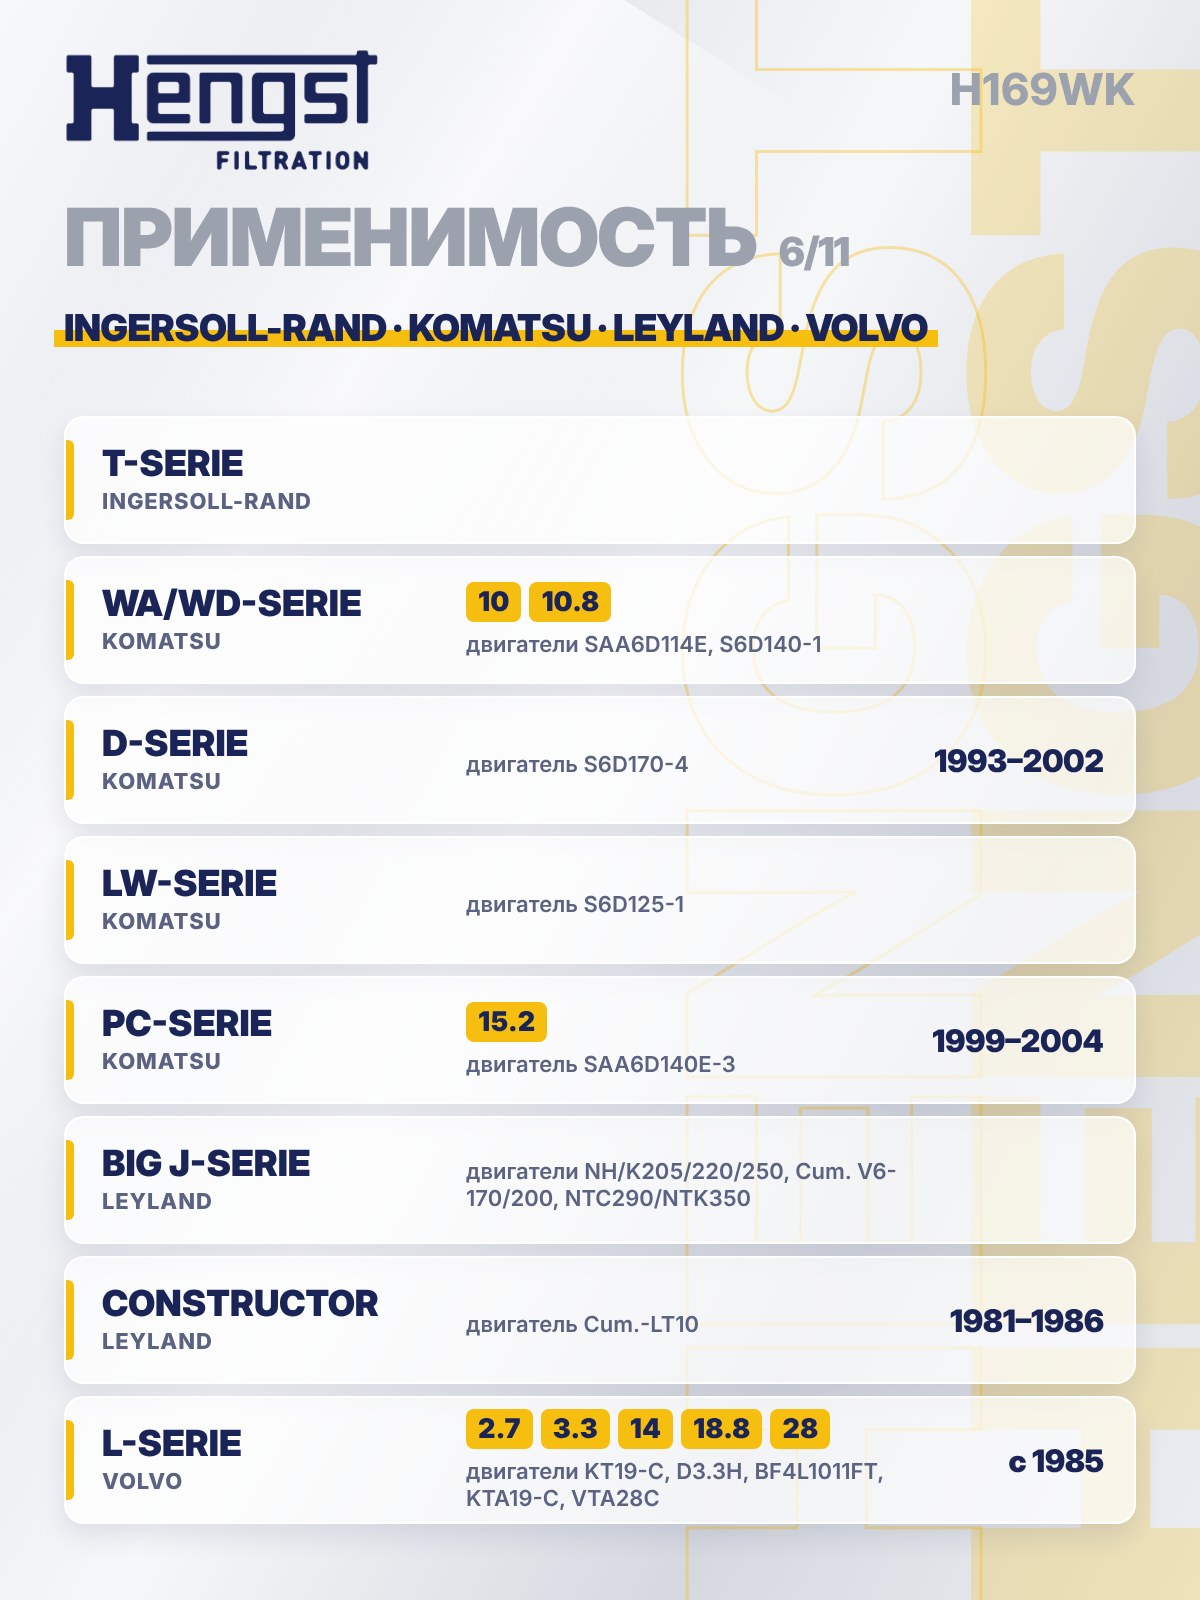 Hengst
FILTRATION
H169WK
ПРИМЕНИМОСТЬ 6/11
INGERSOLL-RAND · KOMATSU · LEYLAND · VOLVO
T-SERIE
INGERSOLL-RAND
WA/WD-SERIE
KOMATSU
10 10.8
двигатели SAA6D114E, S6D140-1
D-SERIE
KOMATSU
двигатель S6D170-4
1993–2002
LW-SERIE
KOMATSU
двигатель S6D125-1
PC-SERIE
KOMATSU
15.2
двигатель SAA6D140E-3
1999–2004
BIG J-SERIE
LEYLAND
двигатели NH/K205/220/250, Cum. V6-
170/200, NTC290/NTK350
CONSTRUCTOR
LEYLAND
двигатель Cum.-LT10
1981–1986
L-SERIE
VOLVO
2.7 3.3 14 18.8 28
двигатели KT19-C, D3.3H, BF4L1011FT,
KTA19-C, VTA28C
с 1985
HENGST
HENGST